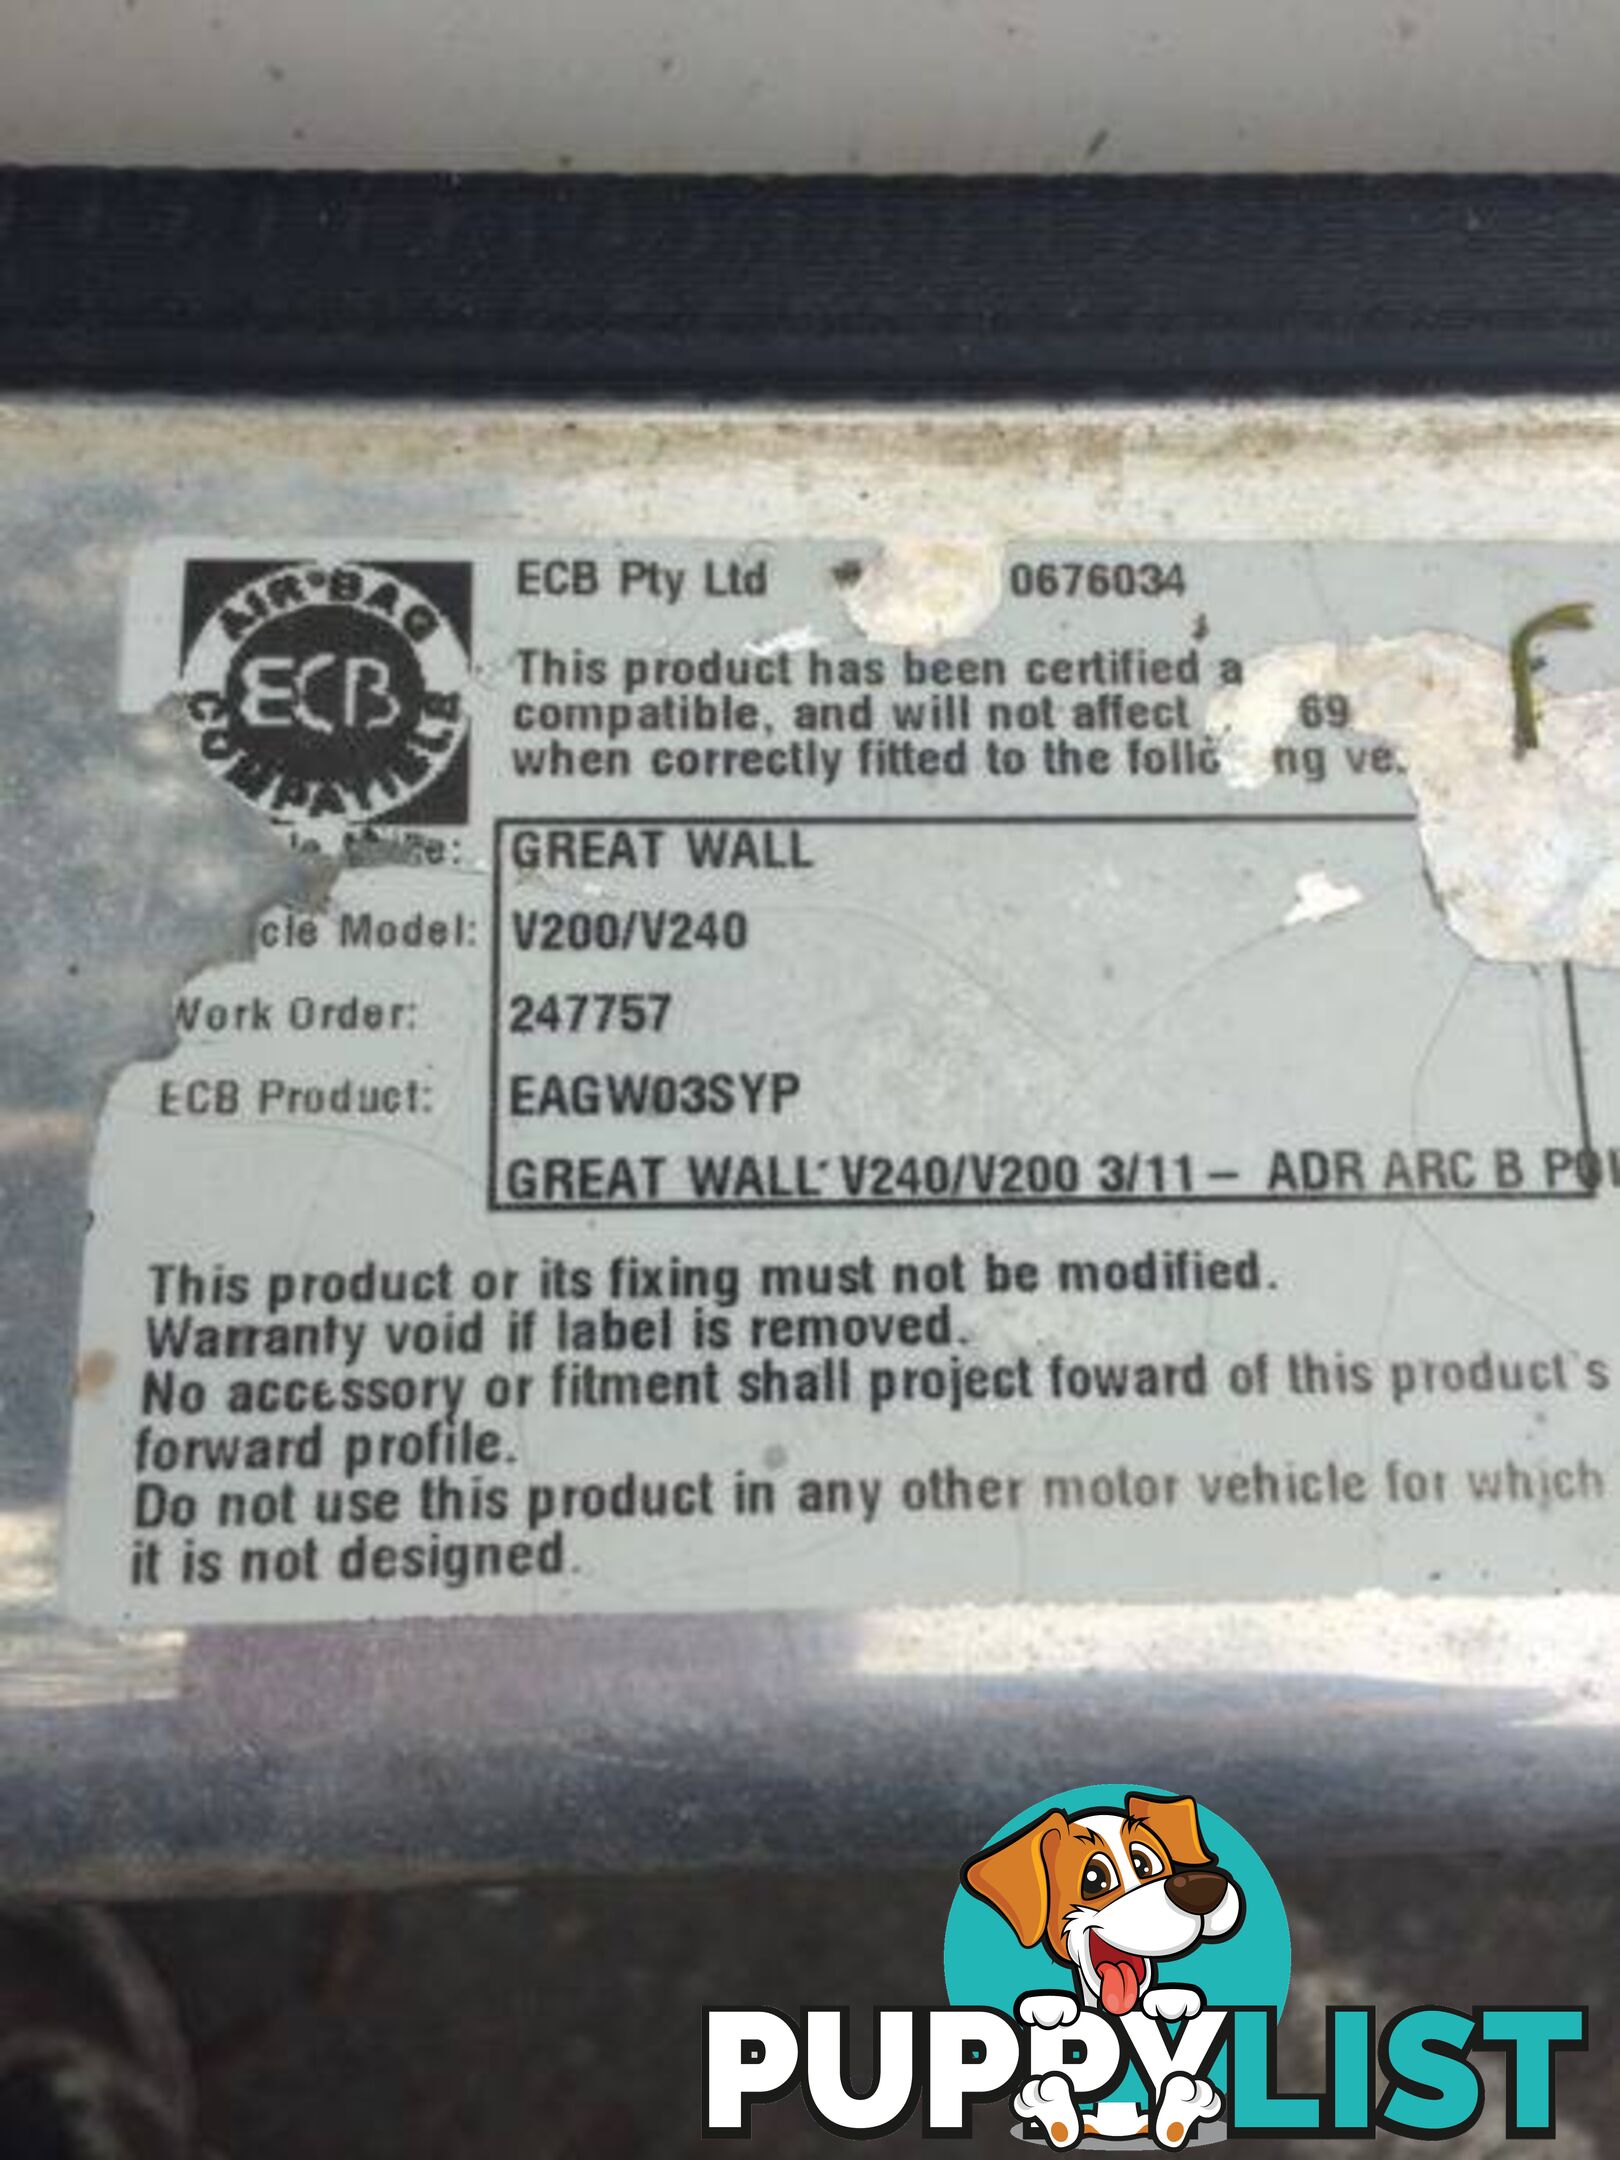 AIR·BAG
ECB
COMPATIBLE
ECB Pty Ltd 0676034
This product has been certified a
compatible, and will not affect 69
when correctly fitted to the
GREAT WALL
Model: V200/V240
Work Order: 247757
ECB Product: EAGW03SYP
GREAT WALL V240/V200 3/11 – ADR ARC B
This product or its fixing must not be modified.
Warranty void if label is removed.
No accessory or fitment shall project foward of this product's
forward profile.
Do not use this product in any other motor vehicle for which
it is not designed.
PUPPYLIST